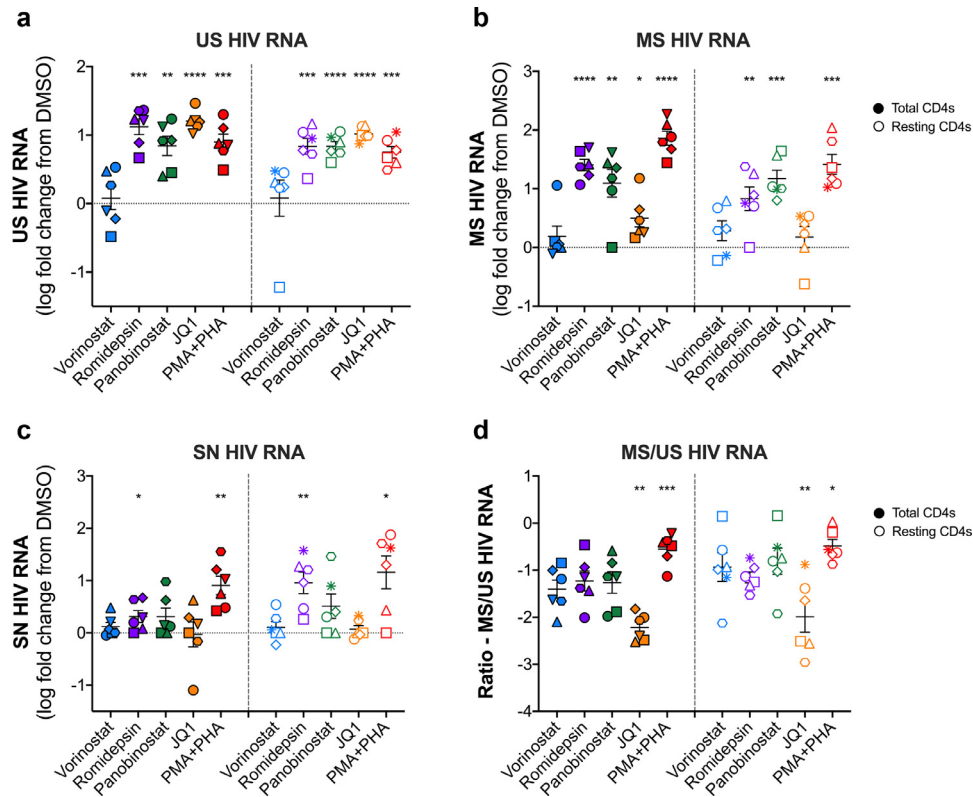 a
US HIV RNA
US HIV RNA
(log fold change from DMSO)
2
1
0
-1
*** ** **** *** *** **** **** ***
Vorinostat
Romidepsin
Panobinostat
JQ1
PMA+PHA
Vorinostat
Romidepsin
Panobinostat
JQ1
PMA+PHA
b
MS HIV RNA
MS HIV RNA
(log fold change from DMSO)
3
2
1
0
-1
**** ** * **** ** *** ***
Total CD4s
Resting CD4s
Vorinostat
Romidepsin
Panobinostat
JQ1
PMA+PHA
Vorinostat
Romidepsin
Panobinostat
JQ1
PMA+PHA
c
SN HIV RNA
SN HIV RNA
(log fold change from DMSO)
3
2
1
0
-1
* ** ** *
Vorinostat
Romidepsin
Panobinostat
JQ1
PMA+PHA
Vorinostat
Romidepsin
Panobinostat
JQ1
PMA+PHA
d
MS/US HIV RNA
Ratio - MS/US HIV RNA
1
0
-1
-2
-3
-4
** *** ** *
Total CD4s
Resting CD4s
Vorinostat
Romidepsin
Panobinostat
JQ1
PMA+PHA
Vorinostat
Romidepsin
Panobinostat
JQ1
PMA+PHA